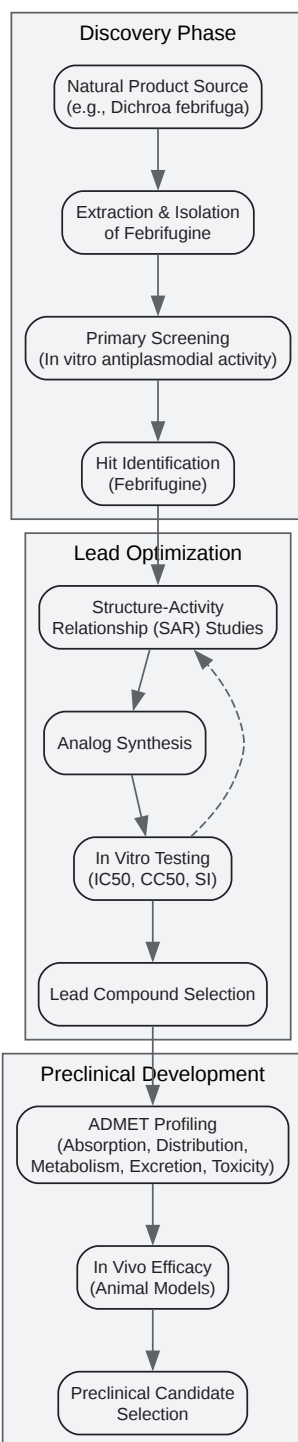 Discovery Phase
Natural Product Source
(e.g., Dichroa febrifuga)
Extraction & Isolation
of Febrifugine
Primary Screening
(In vitro antiplasmodial activity)
Hit Identification
(Febrifugine)
Lead Optimization
Structure-Activity
Relationship (SAR) Studies
Analog Synthesis
In Vitro Testing
(IC50, CC50, SI)
Lead Compound Selection
Preclinical Development
ADMET Profiling
(Absorption, Distribution,
Metabolism, Excretion, Toxicity)
In Vivo Efficacy
(Animal Models)
Preclinical Candidate
Selection